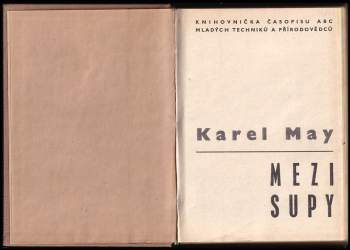 KNIHOVNIČKA ČASOPISU ABC
MLADÝCH TECHNIKŮ A PŘÍRODOVĚDCŮ
Karel May
MEZI
SUPY